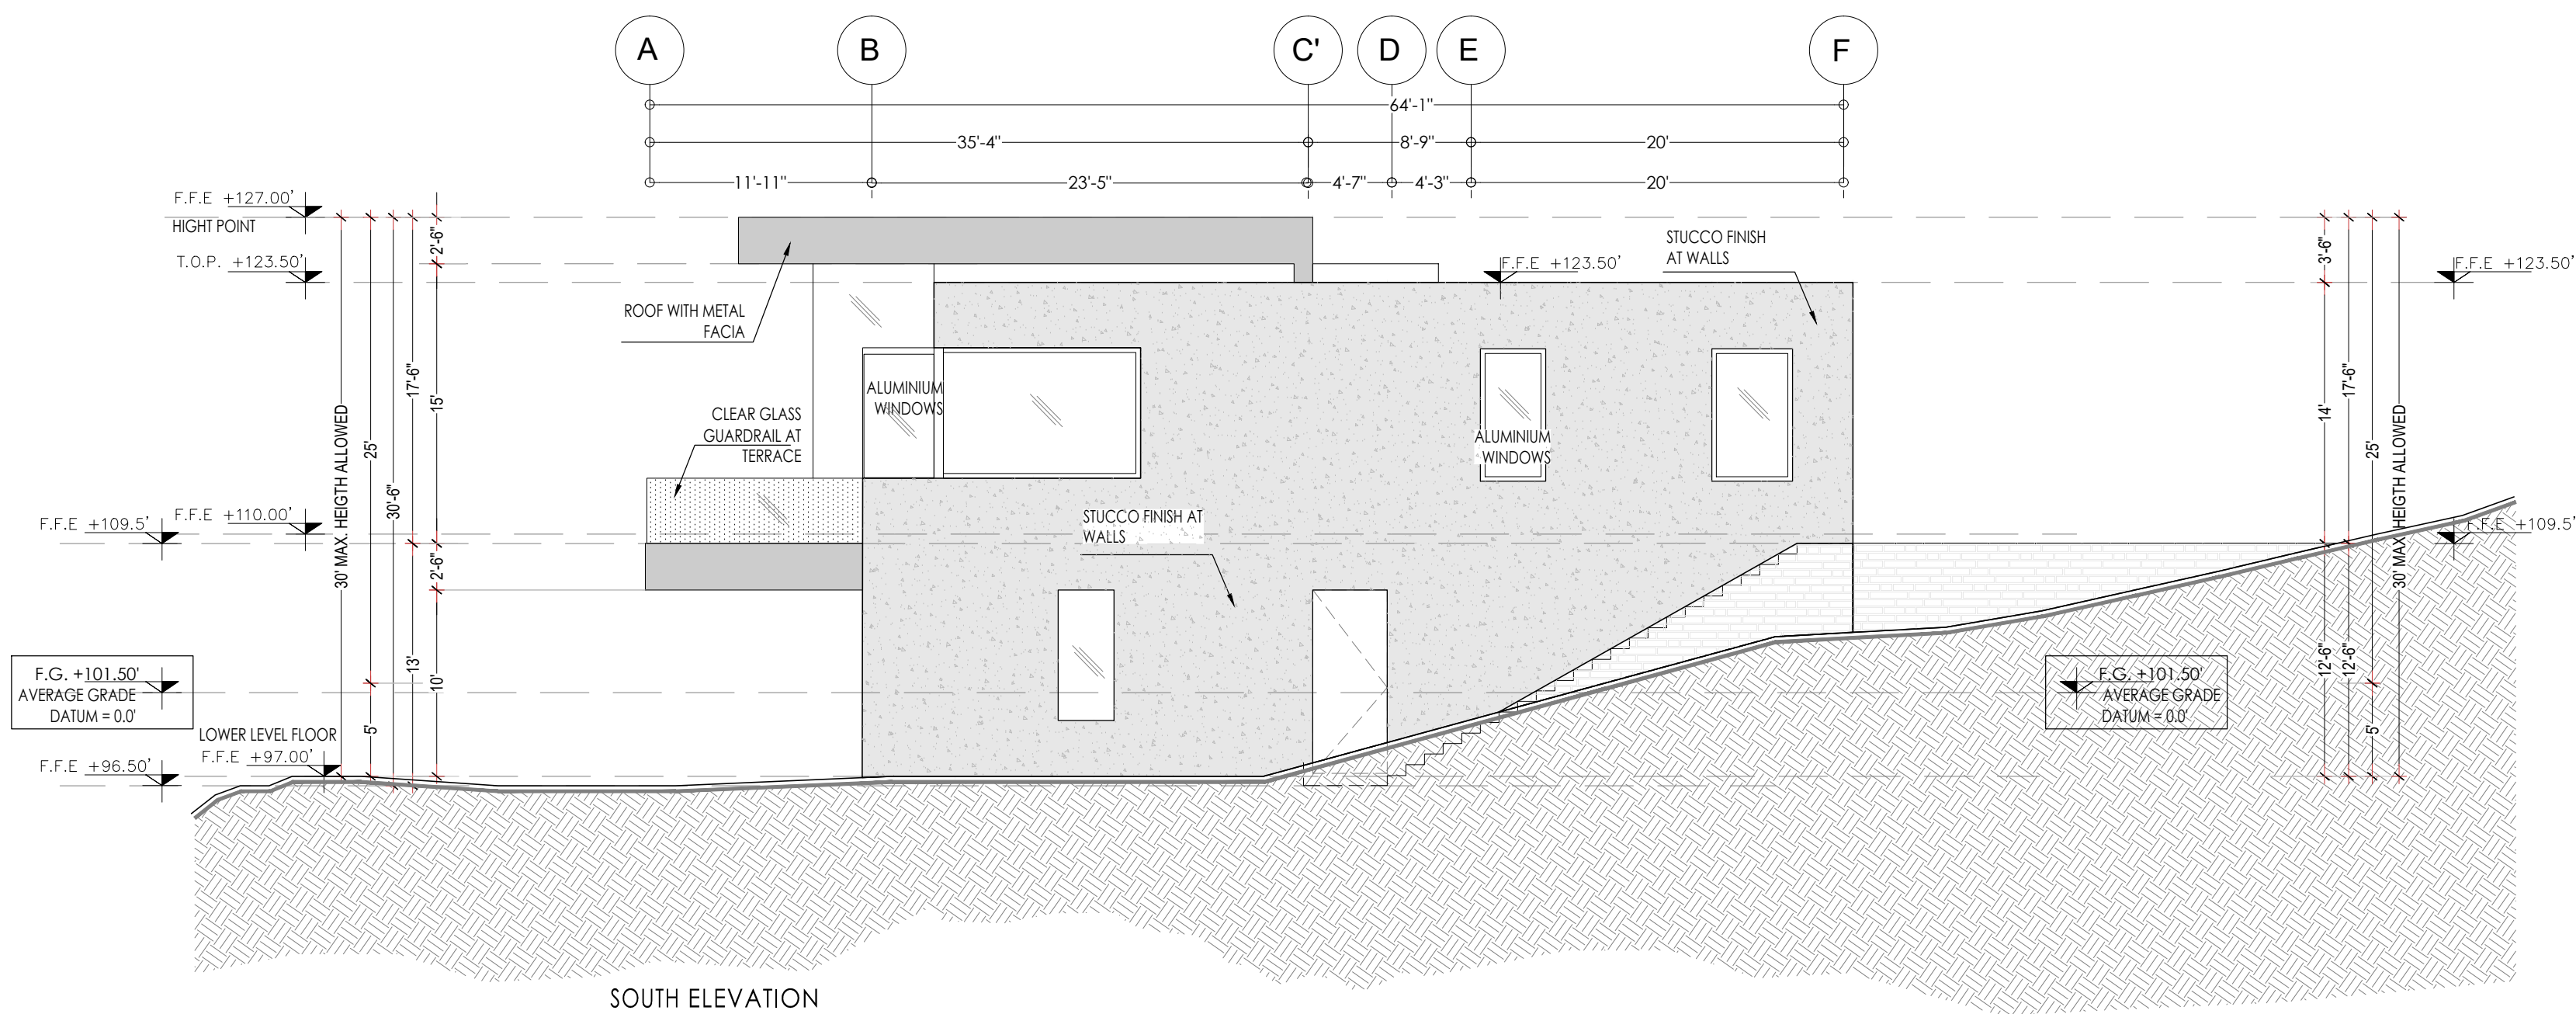 A B C' D E F
64'-1"
35'-4" 8'-9" 20'
11'-11" 23'-5" 4'-7" 4'-3" 20'
F.F.E +127.00'
HIGHT POINT
T.O.P. +123.50'
F.F.E +109.5'
F.F.E +110.00'
F.G. +101.50'
AVERAGE GRADE
DATUM = 0.0'
LOWER LEVEL FLOOR
F.F.E +97.00'
F.F.E +96.50'
30' MAX. HEIGTH ALLOWED
25'
5'
30'-6"
17'-6"
13'
2'-6"
15'
2'-6"
10'
ROOF WITH METAL
FACIA
CLEAR GLASS
GUARDRAIL AT
TERRACE
ALUMINIUM
WINDOWS
STUCCO FINISH AT
WALLS
F.F.E +123.50'
STUCCO FINISH
AT WALLS
ALUMINIUM
WINDOWS
3'-6"
14'
12'-6"
17'-6"
12'-6"
25'
5'
30' MAX. HEIGTH ALLOWED
F.F.E +123.50'
F.F.E +109.5'
F.G. +101.50'
AVERAGE GRADE
DATUM = 0.0'
SOUTH ELEVATION